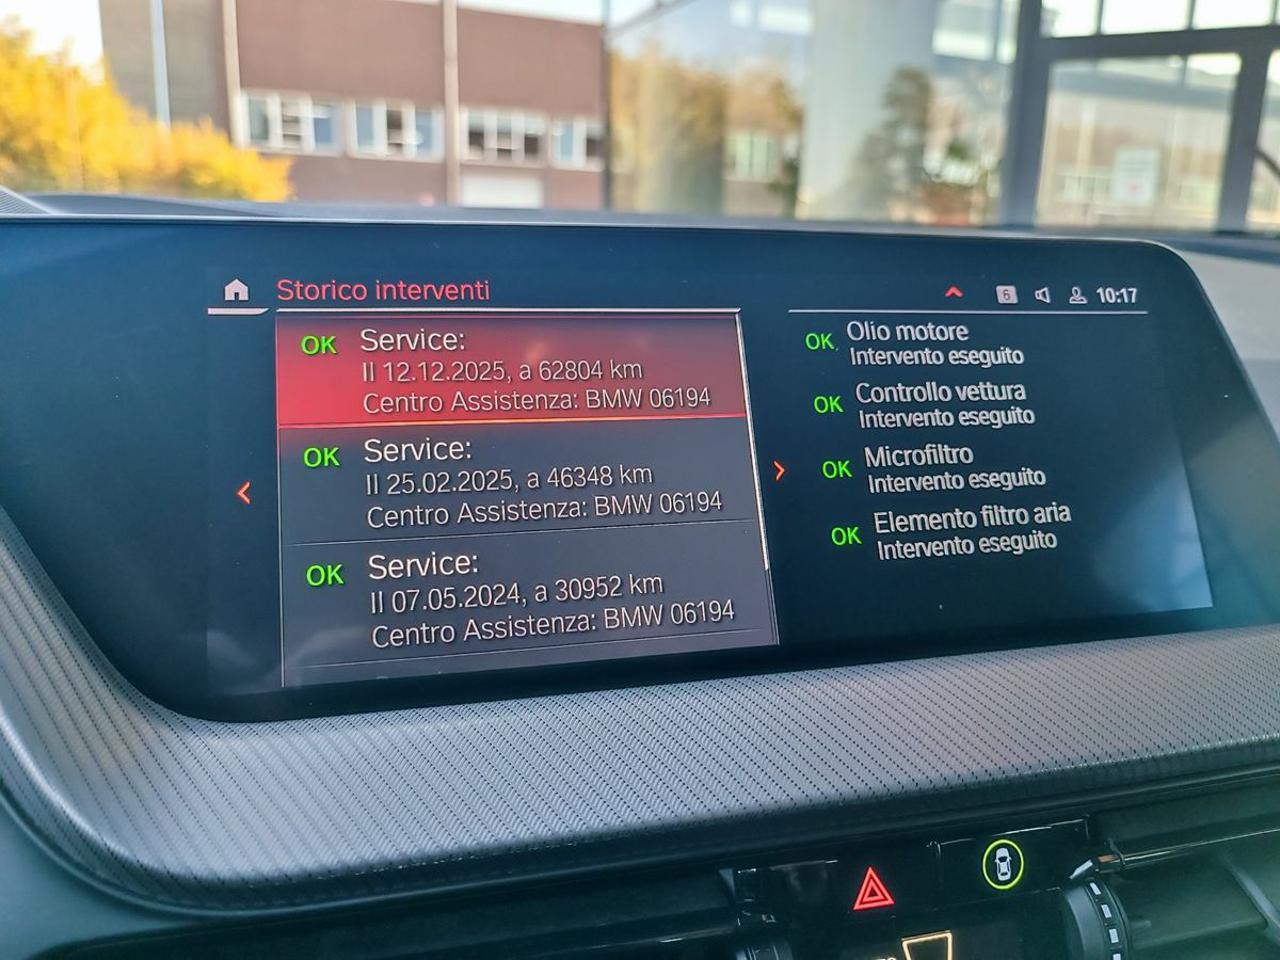 Storico interventi
6
10:17
OK Service:
Il 12.12.2025, a 62804 km
Centro Assistenza: BMW 06194
OK Service:
Il 25.02.2025, a 46348 km
Centro Assistenza: BMW 06194
OK Service:
Il 07.05.2024, a 30952 km
Centro Assistenza: BMW 06194
OK Olio motore
Intervento eseguito
OK Controllo vettura
Intervento eseguito
OK Microfiltro
Intervento eseguito
OK Elemento filtro aria
Intervento eseguito